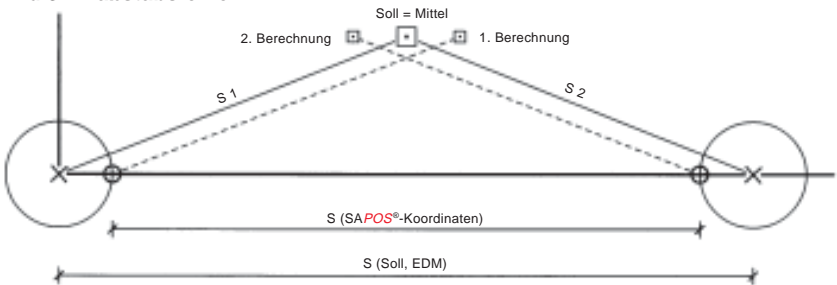 Soll = Mittel
2. Berechnung
1. Berechnung
S 1
S 2
S (SAPOS®-Koordinaten)
S (Soll, EDM)